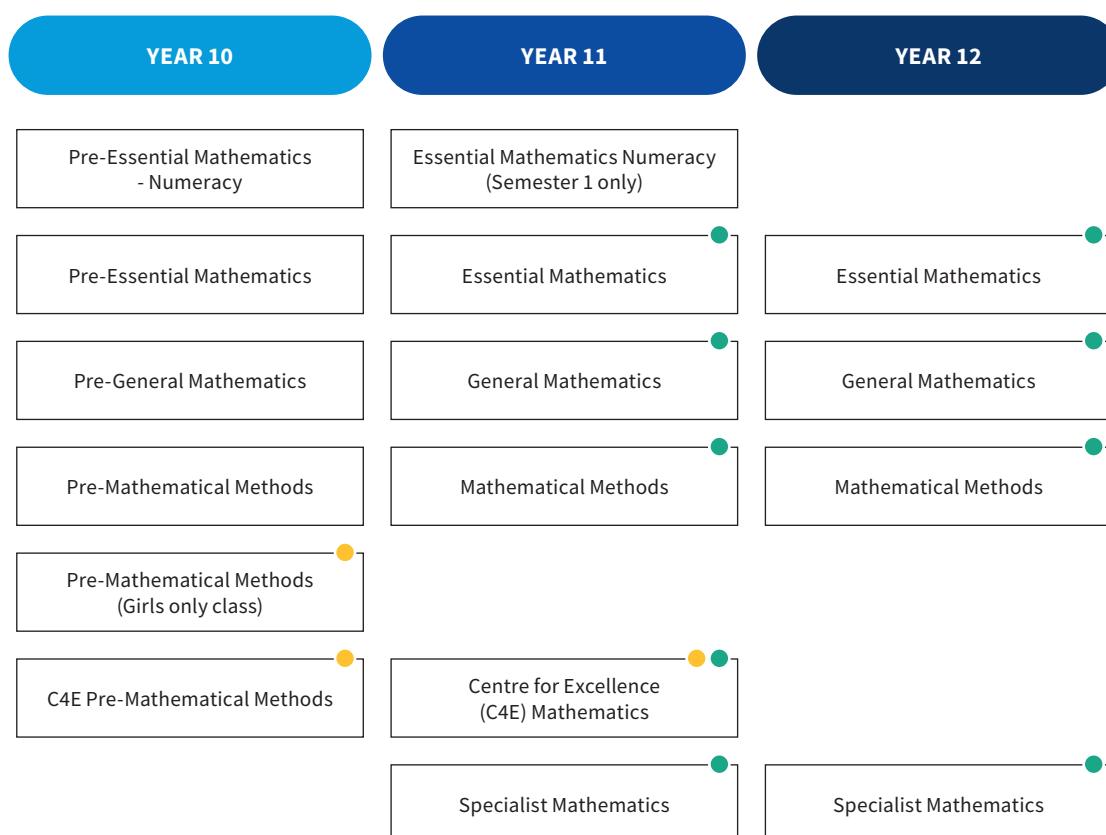 YEAR 10
YEAR 11
YEAR 12
Pre-Essential Mathematics
- Numeracy
Essential Mathematics Numeracy
(Semester 1 only)
Pre-Essential Mathematics
Essential Mathematics
Essential Mathematics
Pre-General Mathematics
General Mathematics
General Mathematics
Pre-Mathematical Methods
Mathematical Methods
Mathematical Methods
Pre-Mathematical Methods
(Girls only class)
C4E Pre-Mathematical Methods
Centre for Excellence
(C4E) Mathematics
Specialist Mathematics
Specialist Mathematics